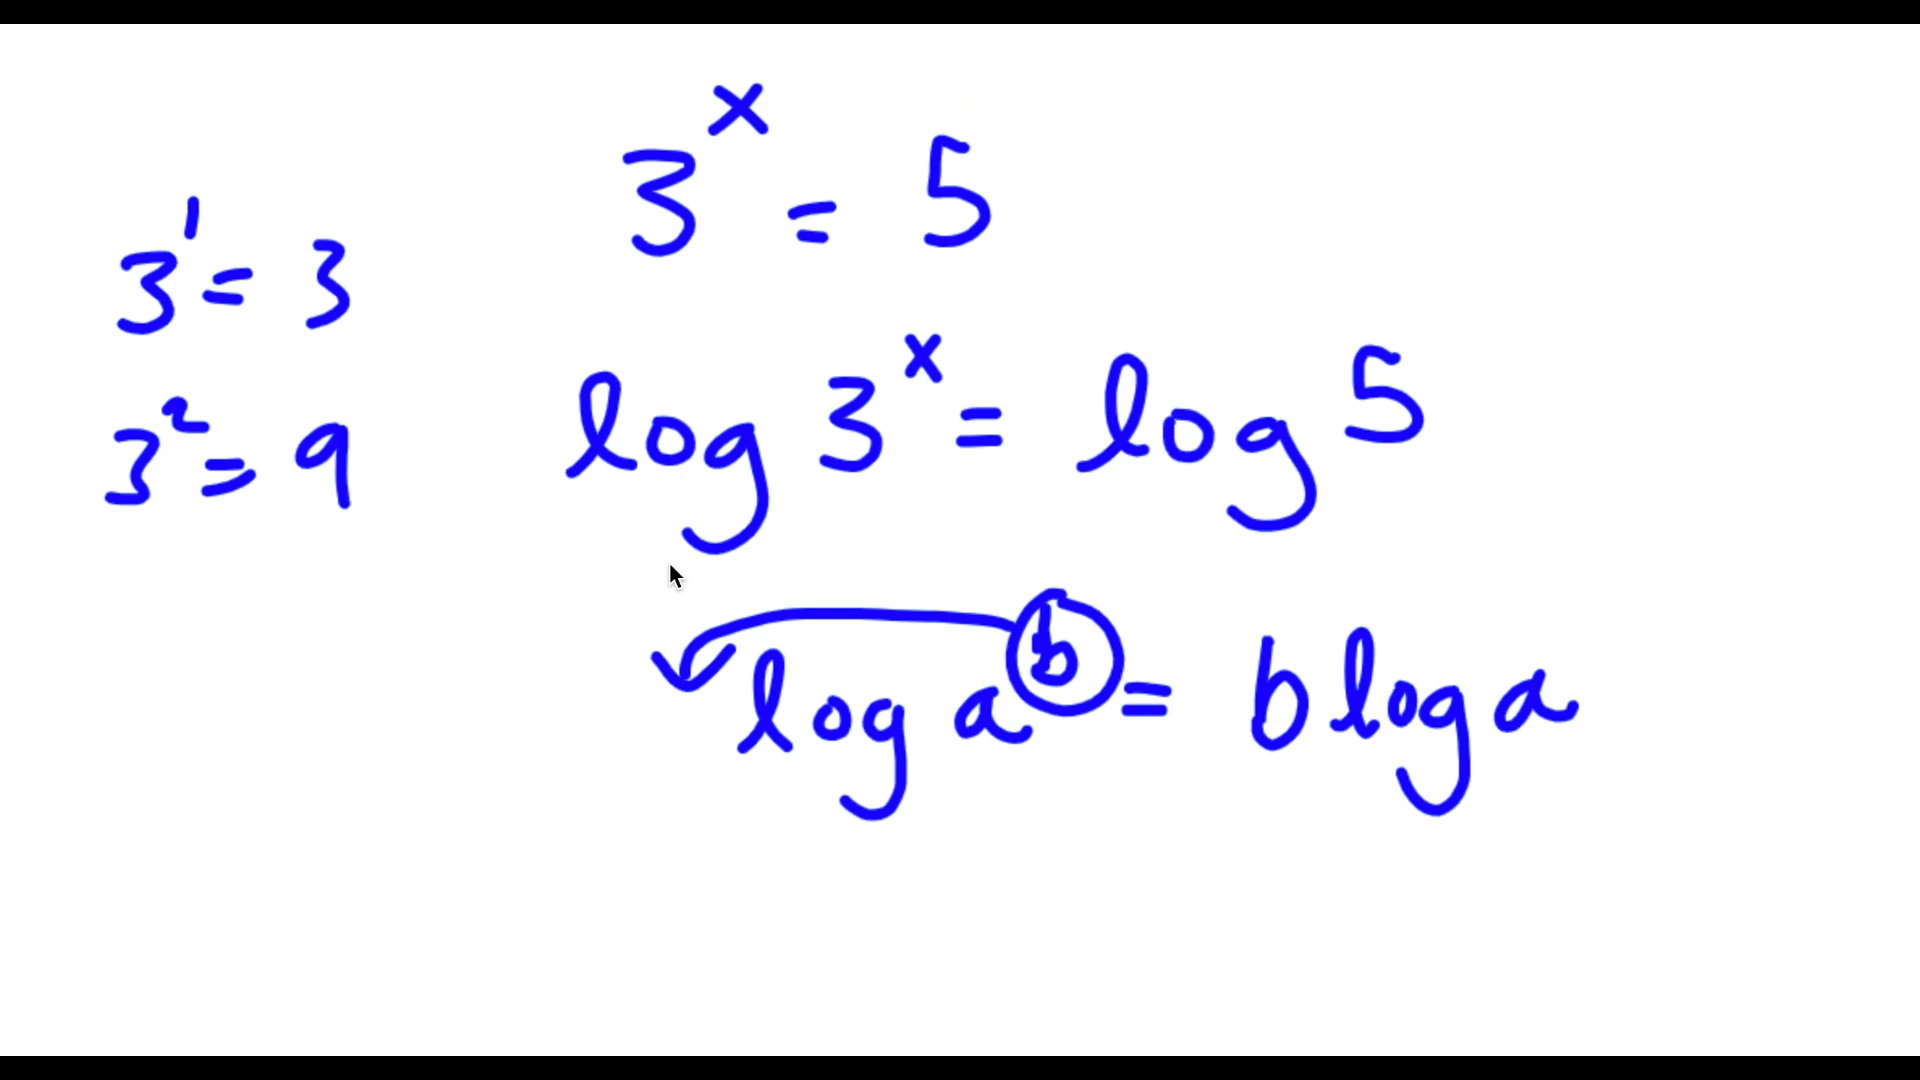 3^x = 5
3^1 = 3
log 3^x = log 5
3^2 = 9
log a^b = b log a